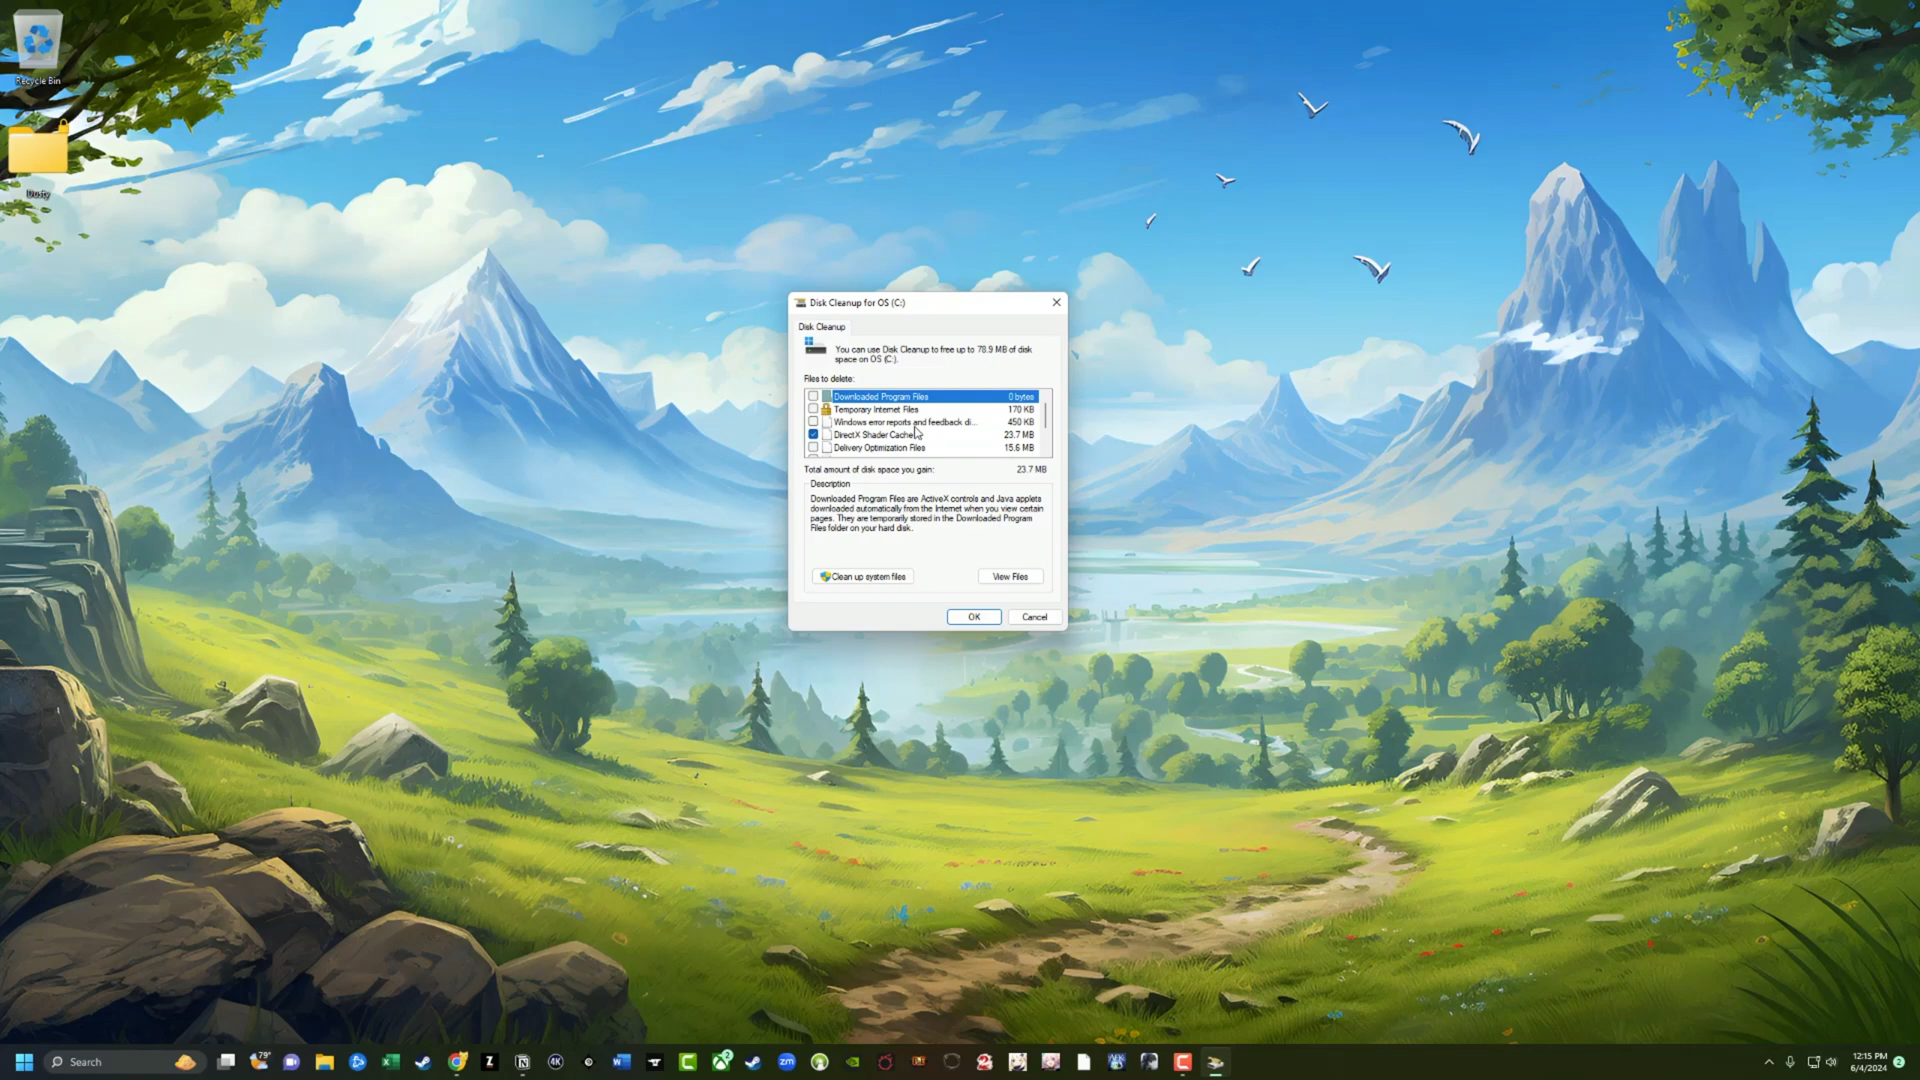 Recycle Bin
Dusty
Disk Cleanup for OS (C:)
Disk Cleanup
You can use Disk Cleanup to free up to 78.9 MB of disk
space on OS (C:).
Files to delete:
Downloaded Program Files 0 bytes
Temporary Internet Files 170 KB
Windows error reports and feedback di... 450 KB
DirectX Shader Cache 23.7 MB
Delivery Optimization Files 15.6 MB
Total amount of disk space you gain: 23.7 MB
Description
Downloaded Program Files are ActiveX controls and Java applets
downloaded automatically from the Internet when you view certain
pages. They are temporarily stored in the Downloaded Program
Files folder on your hard disk.
Clean up system files View Files
OK Cancel
Search 79° Z 4K W zm 12:15 PM
6/4/2024 2